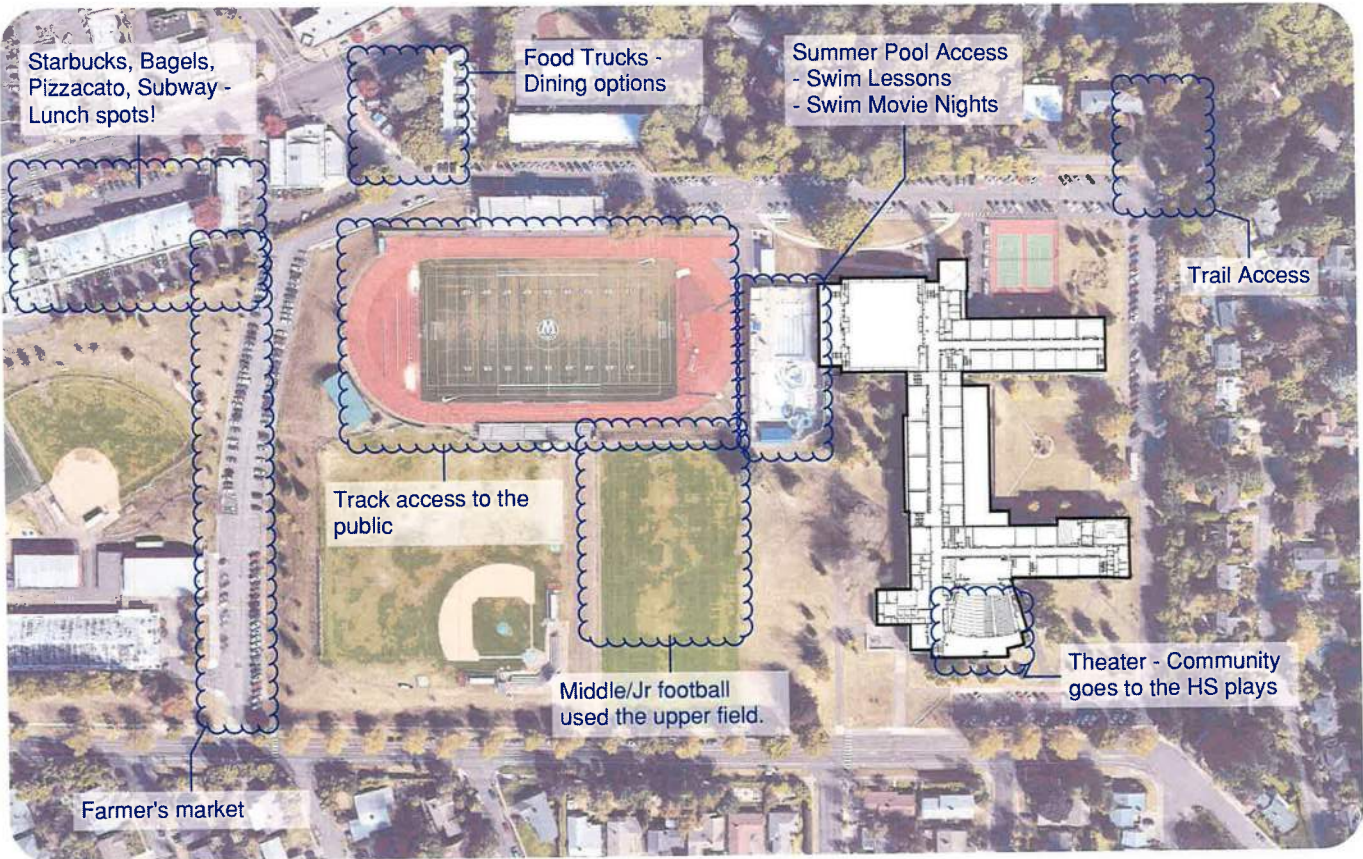 Starbucks, Bagels,
Pizzacato, Subway -
Lunch spots!
Food Trucks -
Dining options
Summer Pool Access
- Swim Lessons
- Swim Movie Nights
Trail Access
Track access to the
public
W
Middle/Jr football
used the upper field.
Theater - Community
goes to the HS plays
Farmer's market